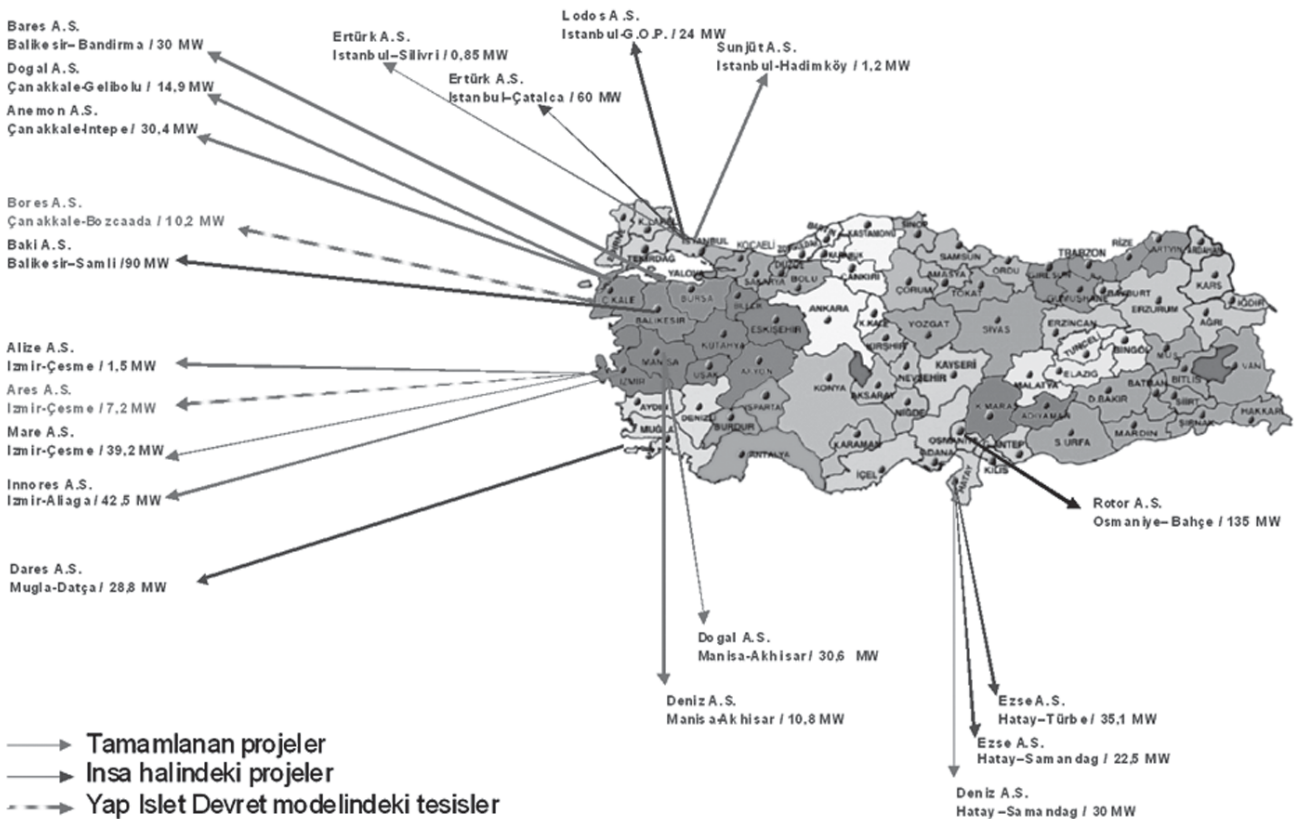 Bares A.S.
Balikesir–Bandirma / 30 MW
Dogal A.S.
Çanakkale-Gelibolu / 14,9 MW
Anemon A.S.
Çanakkale-Intepe / 30,4 MW
Ertürk A.S.
Istanbul–Silivri / 0,85 MW
Ertürk A.S.
Istanbul–Çatalca / 60 MW
Lodos A.S.
Istanbul-G.O.P. / 24 MW
Sunjüt A.S.
Istanbul-Hadimköy / 1,2 MW
Bores A.S.
Çanakkale-Bozcaada / 10,2 MW
Baki A.S.
Balikesir–Samli /90 MW
Alize A.S.
Izmir-Çesme / 1,5 MW
Ares A.S.
Izmir-Çesme / 7,2 MW
Mare A.S.
Izmir-Çesme / 39,2 MW
Innores A.S.
Izmir-Aliaga / 42,5 MW
Dares A.S.
Mugla-Datça / 28,8 MW
TEKIRDAG
ISTANBUL
KOCAELI
YALOVA
SAKARYA
BOLU
KASTAMONU
SINOP
SAMSUN
ORDU
TRABZON
RIZE
ARTVIN
ARDAHAN
KARS
IGDIR
ÇANKIRI
ÇORUM
AMASYA
TOKAT
BAYBURT
ERZURUM
AGRI
Ç.KALE
BURSA
BALIKESIR
ESKISEHIR
ANKARA
YOZGAT
SIVAS
ERZINCAN
KÜTAHYA
MANISA
IZMIR
USAK
AFYON
KONYA
AKSARAY
NEVSEHIR
KAYSERI
MALATYA
ELAZIG
TUNCELI
BINGÖL
MUS
BITLIS
VAN
AYDIN
DENIZLI
ISPARTA
BURDUR
MUGLA
ANTALYA
KARAMAN
NIGDE
IÇEL
ADANA
OSMANIYE
K.MARAS
ADIYAMAN
D.BAKIR
BATMAN
SIIRT
SIRNAK
HAKKARI
MARDIN
S.URFA
KILIS
HATAY
Rotor A.S.
Osmaniye–Bahçe / 135 MW
Dogal A.S.
Manisa-Akhisar / 30,6 MW
Deniz A.S.
Manisa-Akhisar / 10,8 MW
Ezse A.S.
Hatay–Türbe / 35,1 MW
Ezse A.S.
Hatay–Samandag / 22,5 MW
Deniz A.S.
Hatay–Samandag / 30 MW
Tamamlanan projeler
Insa halindeki projeler
Yap Islet Devret modelindeki tesisler